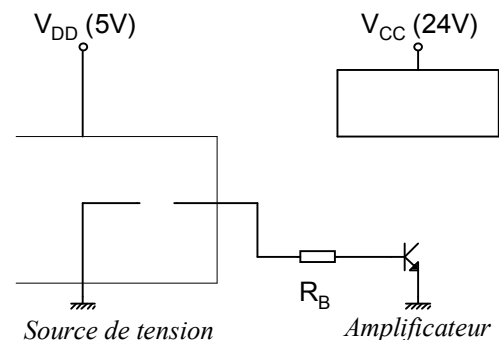 V_DD (5V)
V_CC (24V)
R_B
Source de tension
Amplificateur